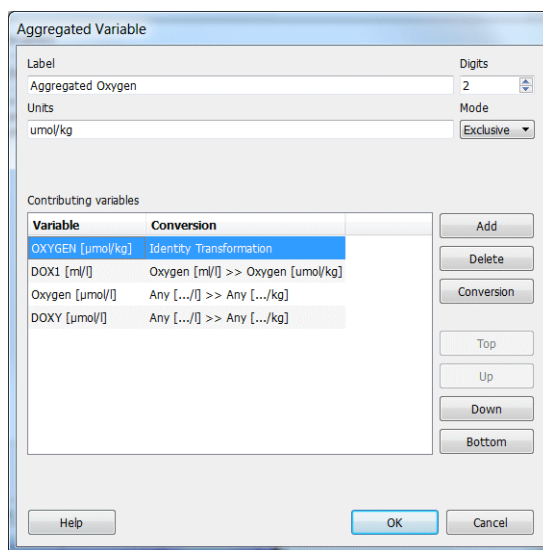 Aggregated Variable
Label Digits
Aggregated Oxygen 2
Units Mode
umol/kg Exclusive
Contributing variables
Variable Conversion Add
OXYGEN [µmol/kg] Identity Transformation
DOX1 [ml/l] Oxygen [ml/l] >> Oxygen [umol/kg] Delete
Oxygen [µmol/l] Any [.../l] >> Any [.../kg] Conversion
DOXY [µmol/l] Any [.../l] >> Any [.../kg]
Top
Up
Down
Bottom
Help OK Cancel